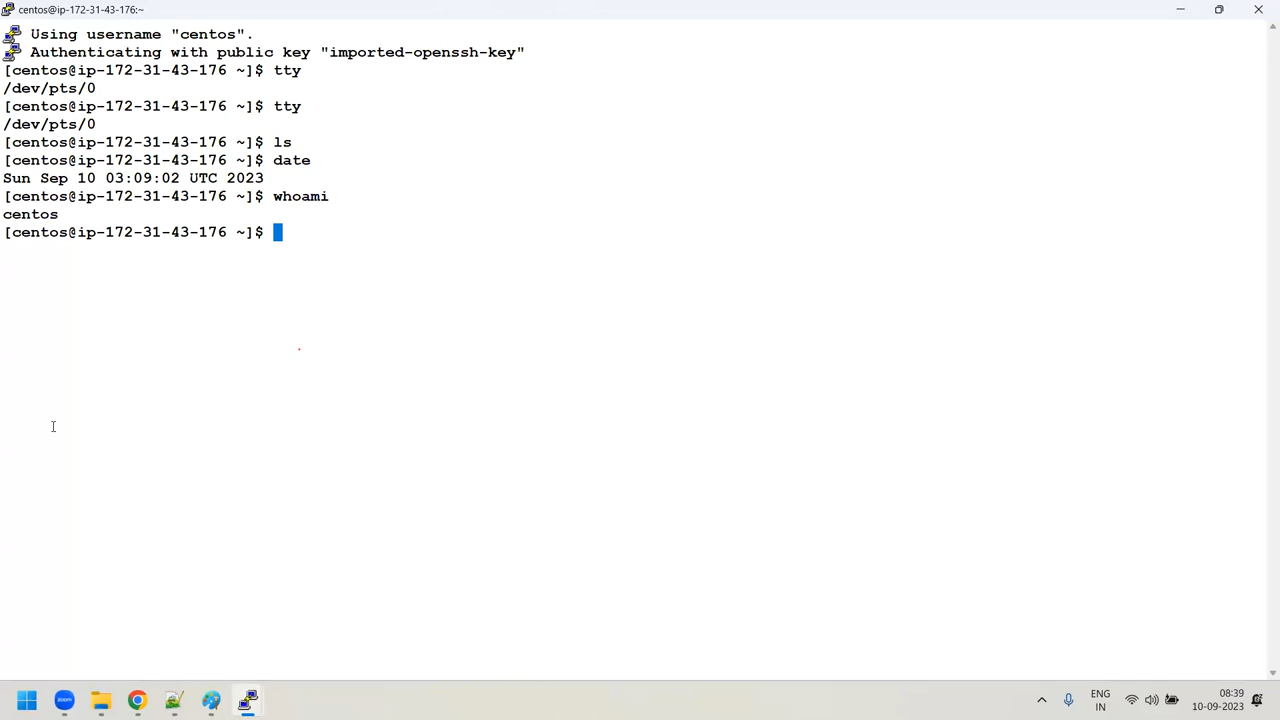 centos@ip-172-31-43-176:~
Using username "centos".
Authenticating with public key "imported-openssh-key"
[centos@ip-172-31-43-176 ~]$ tty
/dev/pts/0
[centos@ip-172-31-43-176 ~]$ tty
/dev/pts/0
[centos@ip-172-31-43-176 ~]$ ls
[centos@ip-172-31-43-176 ~]$ date
Sun Sep 10 03:09:02 UTC 2023
[centos@ip-172-31-43-176 ~]$ whoami
centos
[centos@ip-172-31-43-176 ~]$
zoom
ENG
IN
08:39
10-09-2023